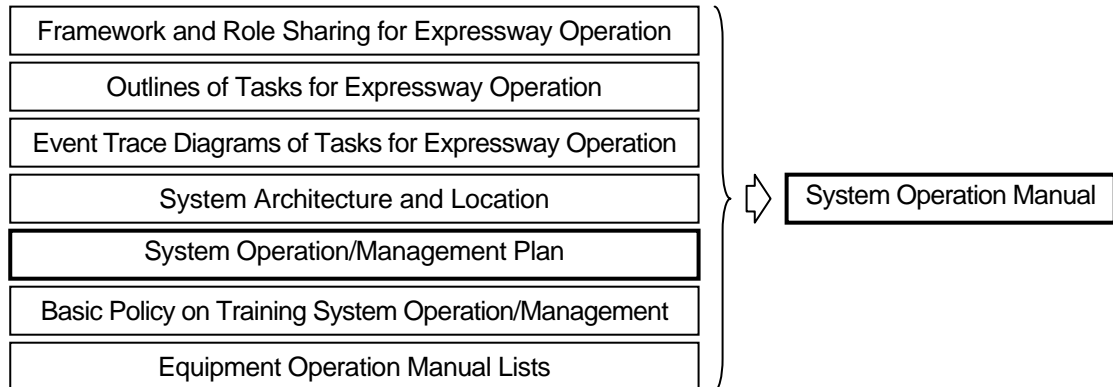 Framework and Role Sharing for Expressway Operation
Outlines of Tasks for Expressway Operation
Event Trace Diagrams of Tasks for Expressway Operation
System Architecture and Location
System Operation/Management Plan
Basic Policy on Training System Operation/Management
Equipment Operation Manual Lists
System Operation Manual